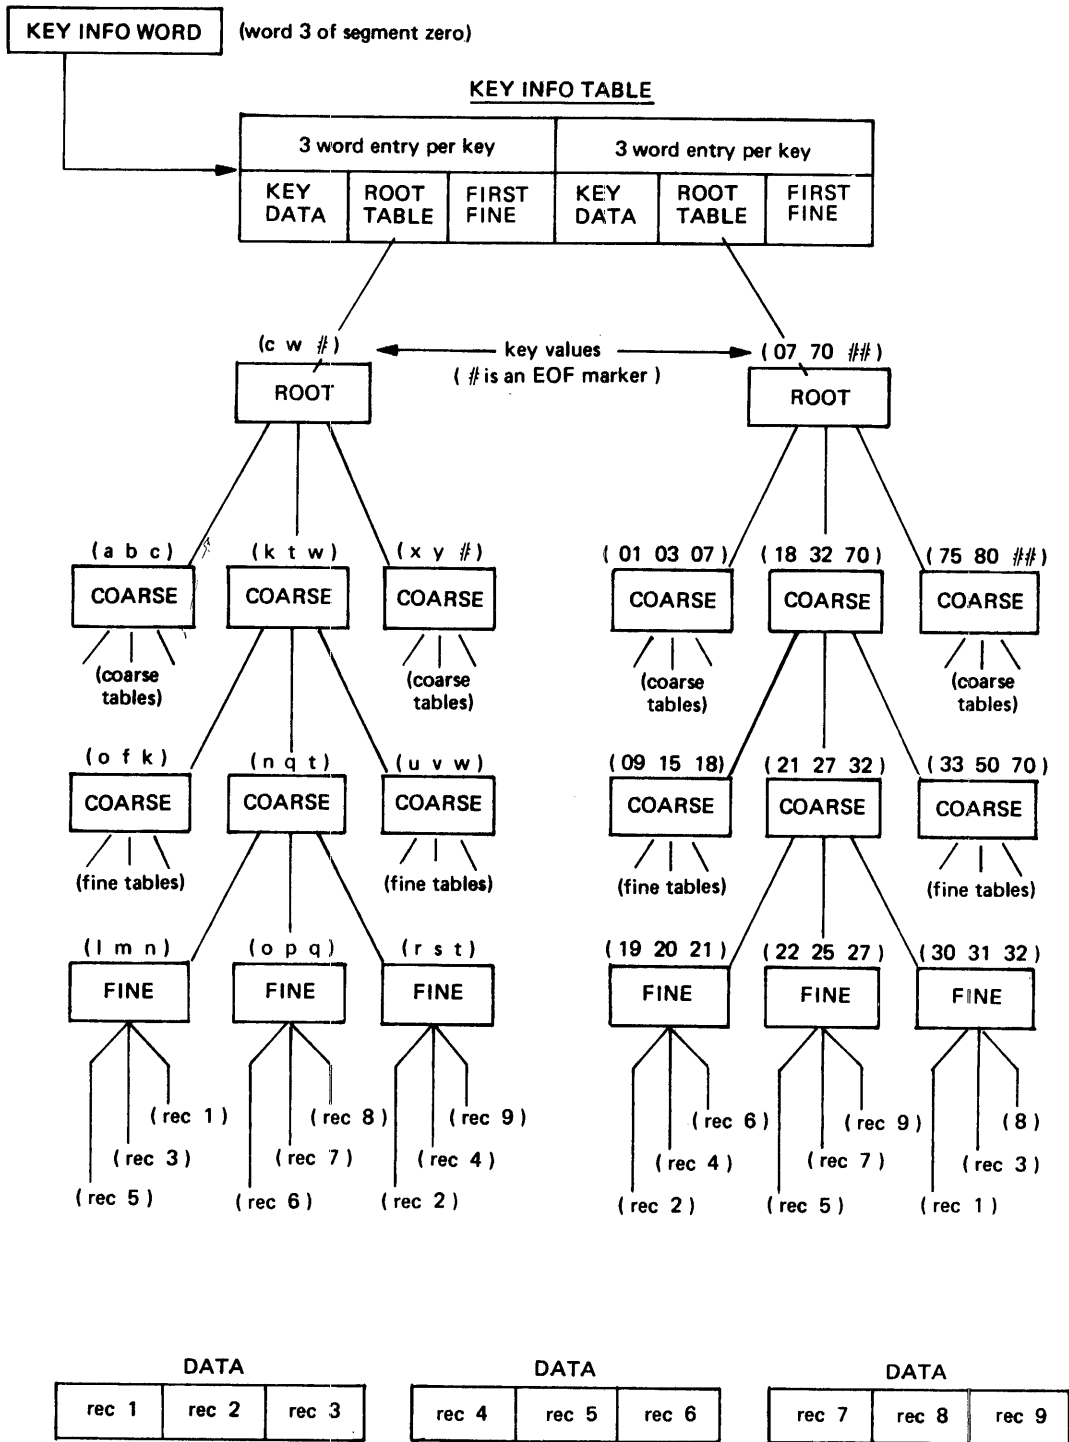 KEY INFO WORD (word 3 of segment zero)
KEY INFO TABLE
3 word entry per key 3 word entry per key
KEY DATA ROOT TABLE FIRST FINE KEY DATA ROOT TABLE FIRST FINE
(c w #) key values (07 70 ##)
(# is an EOF marker)
ROOT ROOT
(a b c) (k t w) (x y #) (01 03 07) (18 32 70) (75 80 ##)
COARSE COARSE COARSE COARSE COARSE COARSE
(coarse tables) (coarse tables) (coarse tables) (coarse tables)
(o f k) (n q t) (u v w) (09 15 18) (21 27 32) (33 50 70)
COARSE COARSE COARSE COARSE COARSE COARSE
(fine tables) (fine tables) (fine tables) (fine tables)
(l m n) (o p q) (r s t) (19 20 21) (22 25 27) (30 31 32)
FINE FINE FINE FINE FINE FINE
(rec 1) (rec 8) (rec 9) (rec 6) (rec 9) (8)
(rec 3) (rec 7) (rec 4) (rec 4) (rec 7) (rec 3)
(rec 5) (rec 6) (rec 2) (rec 2) (rec 5) (rec 1)
DATA DATA DATA
rec 1 rec 2 rec 3 rec 4 rec 5 rec 6 rec 7 rec 8 rec 9